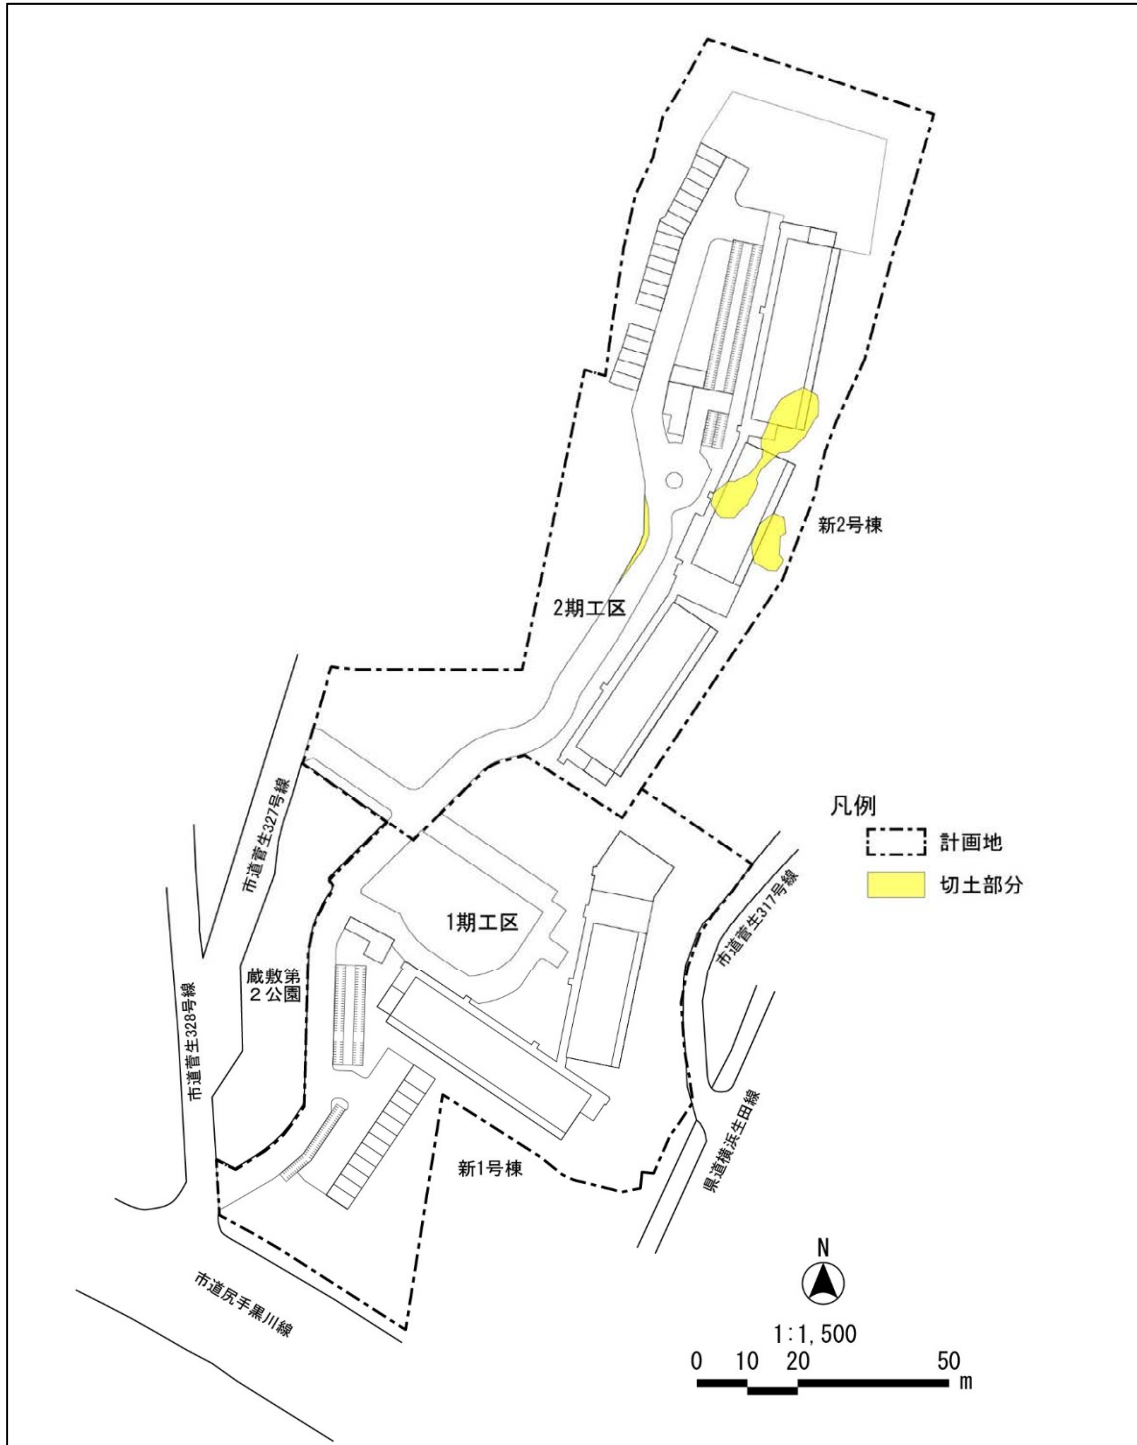 新2号棟
2期工区
凡例
計画地
切土部分
市道菅生327号線
市道菅生317号線
1期工区
蔵敷第
2公園
市道菅生328号線
県道横浜生田線
新1号棟
市道尻手黒川線
N
1:1,500
0 10 20 50
m